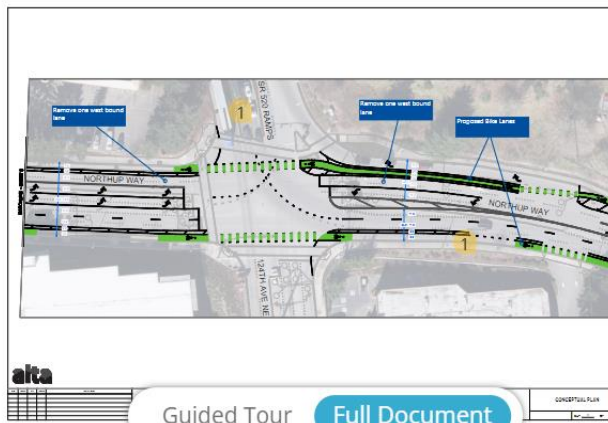 1
SR 520 RAMPS
Remove one west bound
lane
Remove one west bound
lane
Proposed Bike Lanes
NORTHUP WAY
NORTHUP WAY
1
124TH AVE NE
alta
CONCEPTUAL PLAN
Guided Tour
Full Document